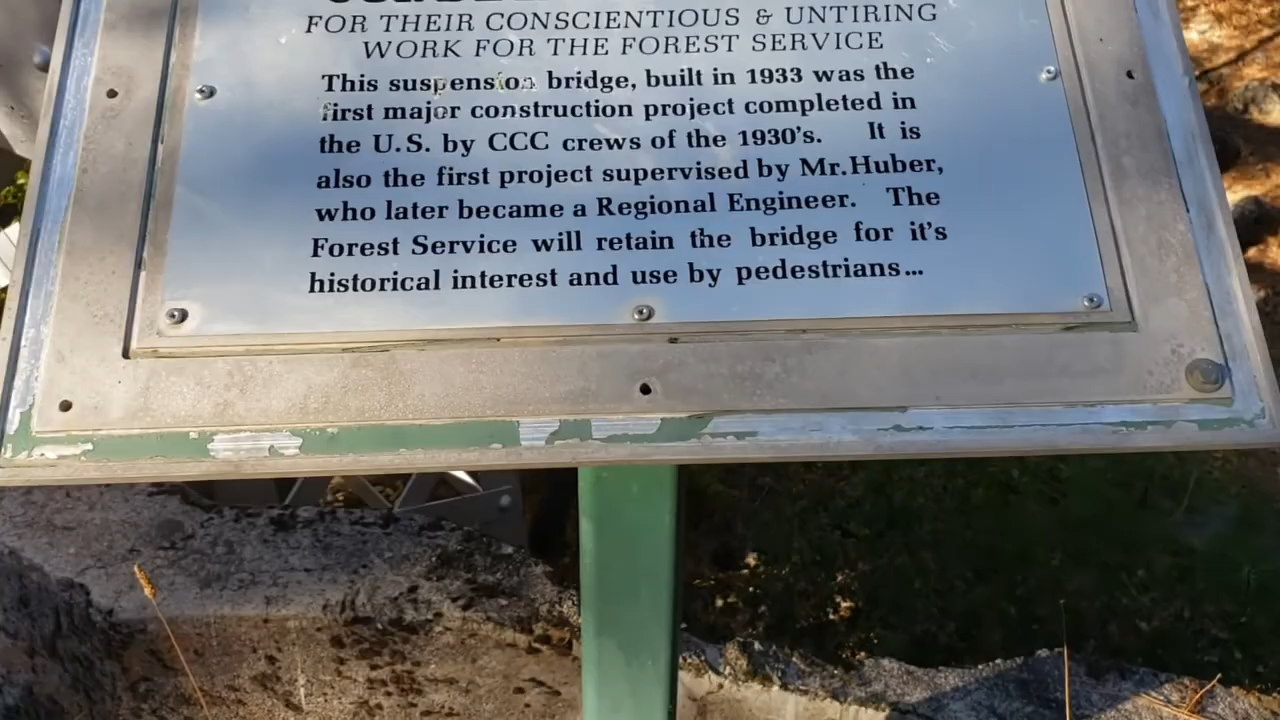 FOR THEIR CONSCIENTIOUS & UNTIRING
WORK FOR THE FOREST SERVICE
This suspension bridge, built in 1933 was the
first major construction project completed in
the U.S. by CCC crews of the 1930's. It is
also the first project supervised by Mr. Huber,
who later became a Regional Engineer. The
Forest Service will retain the bridge for it's
historical interest and use by pedestrians...